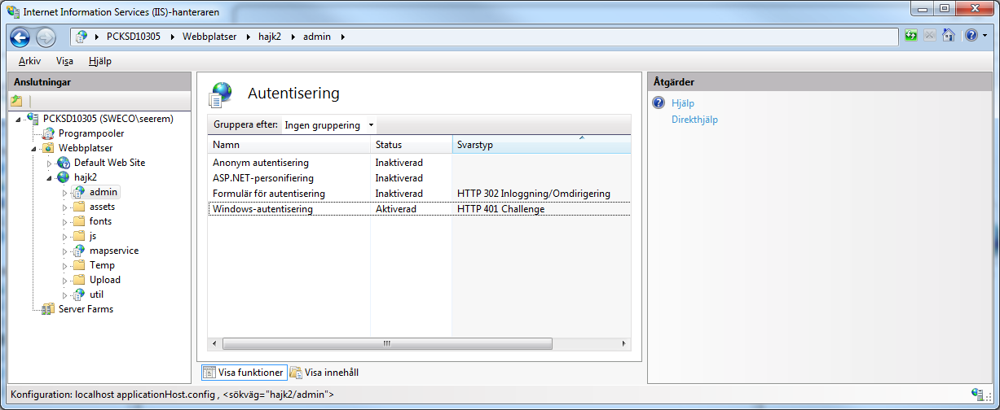 Internet Information Services (IIS)-hanteraren
PCKSD10305 Webbplatser hajk2 admin
Arkiv Visa Hjälp
Anslutningar
PCKSD10305 (SWECO\seerem)
Programpooler
Webbplatser
Default Web Site
hajk2
admin
assets
fonts
js
mapservice
Temp
Upload
util
Server Farms
Autentisering
Gruppera efter: Ingen gruppering
Namn Status Svarstyp
Anonym autentisering Inaktiverad
ASP.NET-personifiering Inaktiverad
Formulär för autentisering Inaktiverad HTTP 302 Inloggning/Omdirigering
Windows-autentisering Aktiverad HTTP 401 Challenge
Visa funktioner Visa innehåll
Åtgärder
Hjälp
Direkthjälp
Konfiguration: localhost applicationHost.config , <sökväg="hajk2/admin">